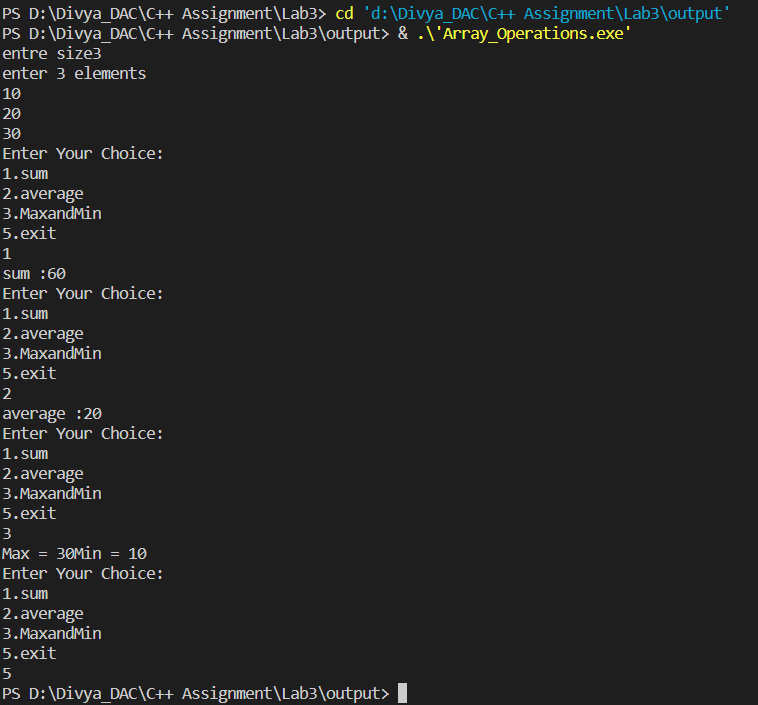 PS D:\Divya_DAC\C++ Assignment\Lab3> cd 'd:\Divya_DAC\C++ Assignment\Lab3\output'
PS D:\Divya_DAC\C++ Assignment\Lab3\output> & .\'Array_Operations.exe'
entre size3
enter 3 elements
10
20
30
Enter Your Choice:
1.sum
2.average
3.MaxandMin
5.exit
1
sum :60
Enter Your Choice:
1.sum
2.average
3.MaxandMin
5.exit
2
average :20
Enter Your Choice:
1.sum
2.average
3.MaxandMin
5.exit
3
Max = 30Min = 10
Enter Your Choice:
1.sum
2.average
3.MaxandMin
5.exit
5
PS D:\Divya_DAC\C++ Assignment\Lab3\output>